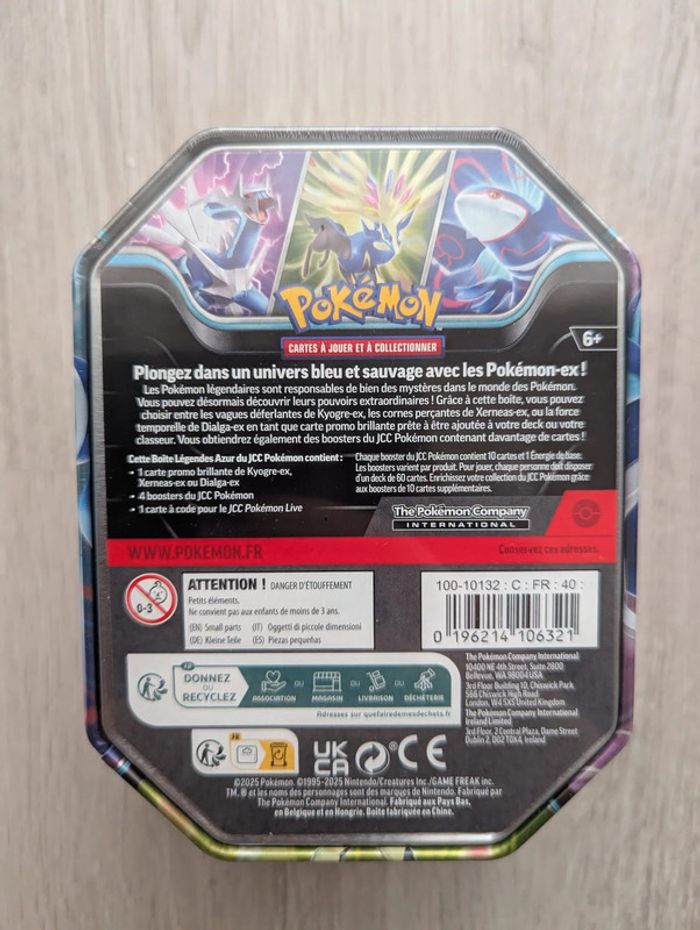 POKéMON
CARTES À JOUER ET À COLLECTIONNER
6+
Plongez dans un univers bleu et sauvage avec les Pokémon-ex !
Les Pokémon légendaires sont responsables de bien des mystères dans le monde des Pokémon.
Vous pouvez désormais découvrir leurs pouvoirs extraordinaires ! Grâce à cette boîte, vous pouvez
choisir entre les vagues déferlantes de Kyogre-ex, les cornes perçantes de Xerneas-ex, ou la force
temporelle de Dialga-ex en tant que carte promo brillante prête à être ajoutée à votre deck ou votre
classeur. Vous obtiendrez également des boosters du JCC Pokémon contenant davantage de cartes !
Cette Boîte Légendes Azur du JCC Pokémon contient :
• 1 carte promo brillante de Kyogre-ex,
Xerneas-ex ou Dialga-ex
• 4 boosters du JCC Pokémon
• 1 carte à code pour le JCC Pokémon Live
Chaque booster du JCC Pokémon contient 10 cartes et 1 Énergie de base.
Les boosters varient par produit. Pour jouer, chaque personne doit disposer
d'un deck de 60 cartes. Enrichissez votre collection du JCC Pokémon grâce
aux boosters de 10 cartes supplémentaires.
The Pokémon Company
INTERNATIONAL
WWW.POKEMON.FR
Conservez ces adresses.
0-3
ATTENTION ! DANGER D'ÉTOUFFEMENT
Petits éléments.
Ne convient pas aux enfants de moins de 3 ans.
(EN) Small parts (IT) Oggetti di piccole dimensioni
(DE) Kleine Teile (ES) Piezas pequeñas
100-10132 : C : FR : 40 :
0 196214 106321
FR
DONNEZ
OU
RECYCLEZ
ASSOCIATION
OU
MAGASIN
OU
LIVRAISON
OU
DÉCHÈTERIE
Adresses sur quefairedemesdechets.fr
The Pokémon Company International
10400 NE 4th Street, Suite 2800
Bellevue, WA 98004 USA
3rd Floor Building 10, Chiswick Park,
566 Chiswick High Road,
London, W4 5XS United Kingdom
The Pokémon Company International
Ireland Limited
3rd Floor, 2 Central Plaza, Dame Street
Dublin 2, D02 T0X4, Ireland
FR
UK
CA
CE
©2025 Pokémon. ©1995-2025 Nintendo/Creatures Inc./GAME FREAK inc.
TM, ® et les noms des personnages sont des marques de Nintendo. Fabriqué par
The Pokémon Company International. Fabriqué aux Pays Bas,
en Belgique et en Hongrie. Boîte fabriquée en Chine.